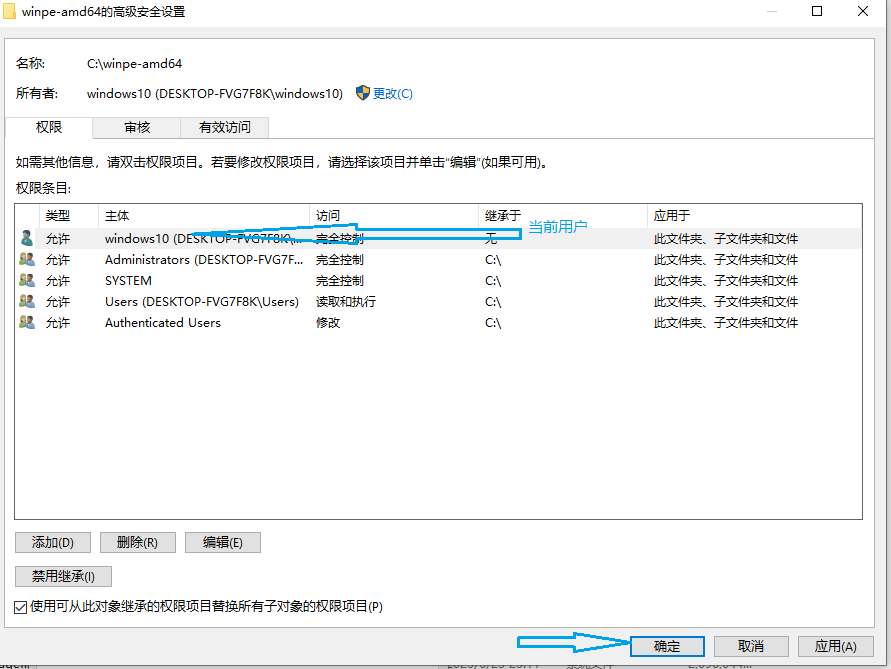 winpe-amd64的高级安全设置
名称: C:\winpe-amd64
所有者: windows10 (DESKTOP-FVG7F8K\windows10) 更改(C)
权限 审核 有效访问
如需其他信息，请双击权限项目。若要修改权限项目，请选择该项目并单击"编辑"(如果可用)。
权限条目:
类型 主体 访问 继承于 应用于
允许 windows10 (DESKTOP-FVG7F8K\... 完全控制 无 当前用户 此文件夹、子文件夹和文件
允许 Administrators (DESKTOP-FVG7F... 完全控制 C:\ 此文件夹、子文件夹和文件
允许 SYSTEM 完全控制 C:\ 此文件夹、子文件夹和文件
允许 Users (DESKTOP-FVG7F8K\Users) 读取和执行 C:\ 此文件夹、子文件夹和文件
允许 Authenticated Users 修改 C:\ 此文件夹、子文件夹和文件
添加(D) 删除(R) 编辑(E)
禁用继承(I)
使用可从此对象继承的权限项目替换所有子对象的权限项目(P)
确定 取消 应用(A)